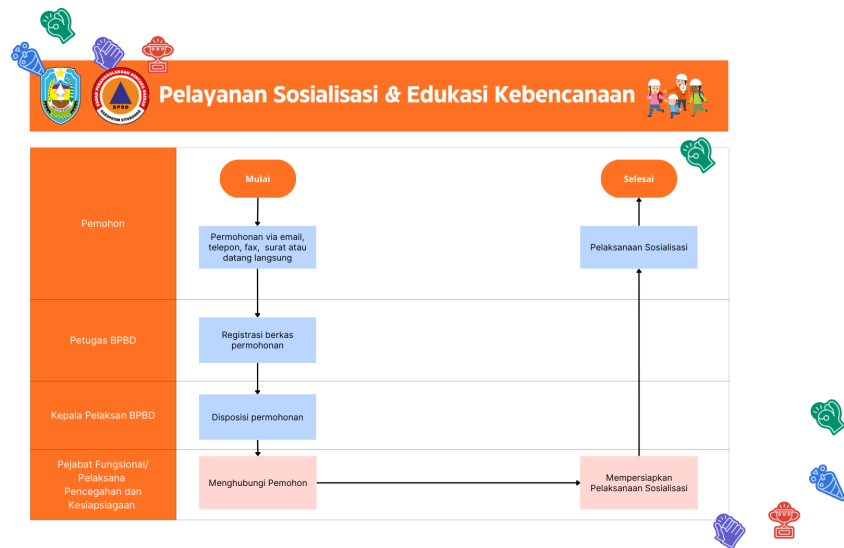 Pelayanan Sosialisasi & Edukasi Kebencanaan
BPBD
Pemohon
Mulai
Selesai
Permohonan via email,
telepon, fax, surat atau
datang langsung
Pelaksanaan Sosialisasi
Petugas BPBD
Registrasi berkas
permohonan
Kepala Pelaksan BPBD
Disposisi permohonan
Pejabat Fungsional/
Pelaksana
Pencegahan dan
Kesiapsiagaan
Menghubungi Pemohon
Mempersiapkan
Pelaksanaan Sosialisasi